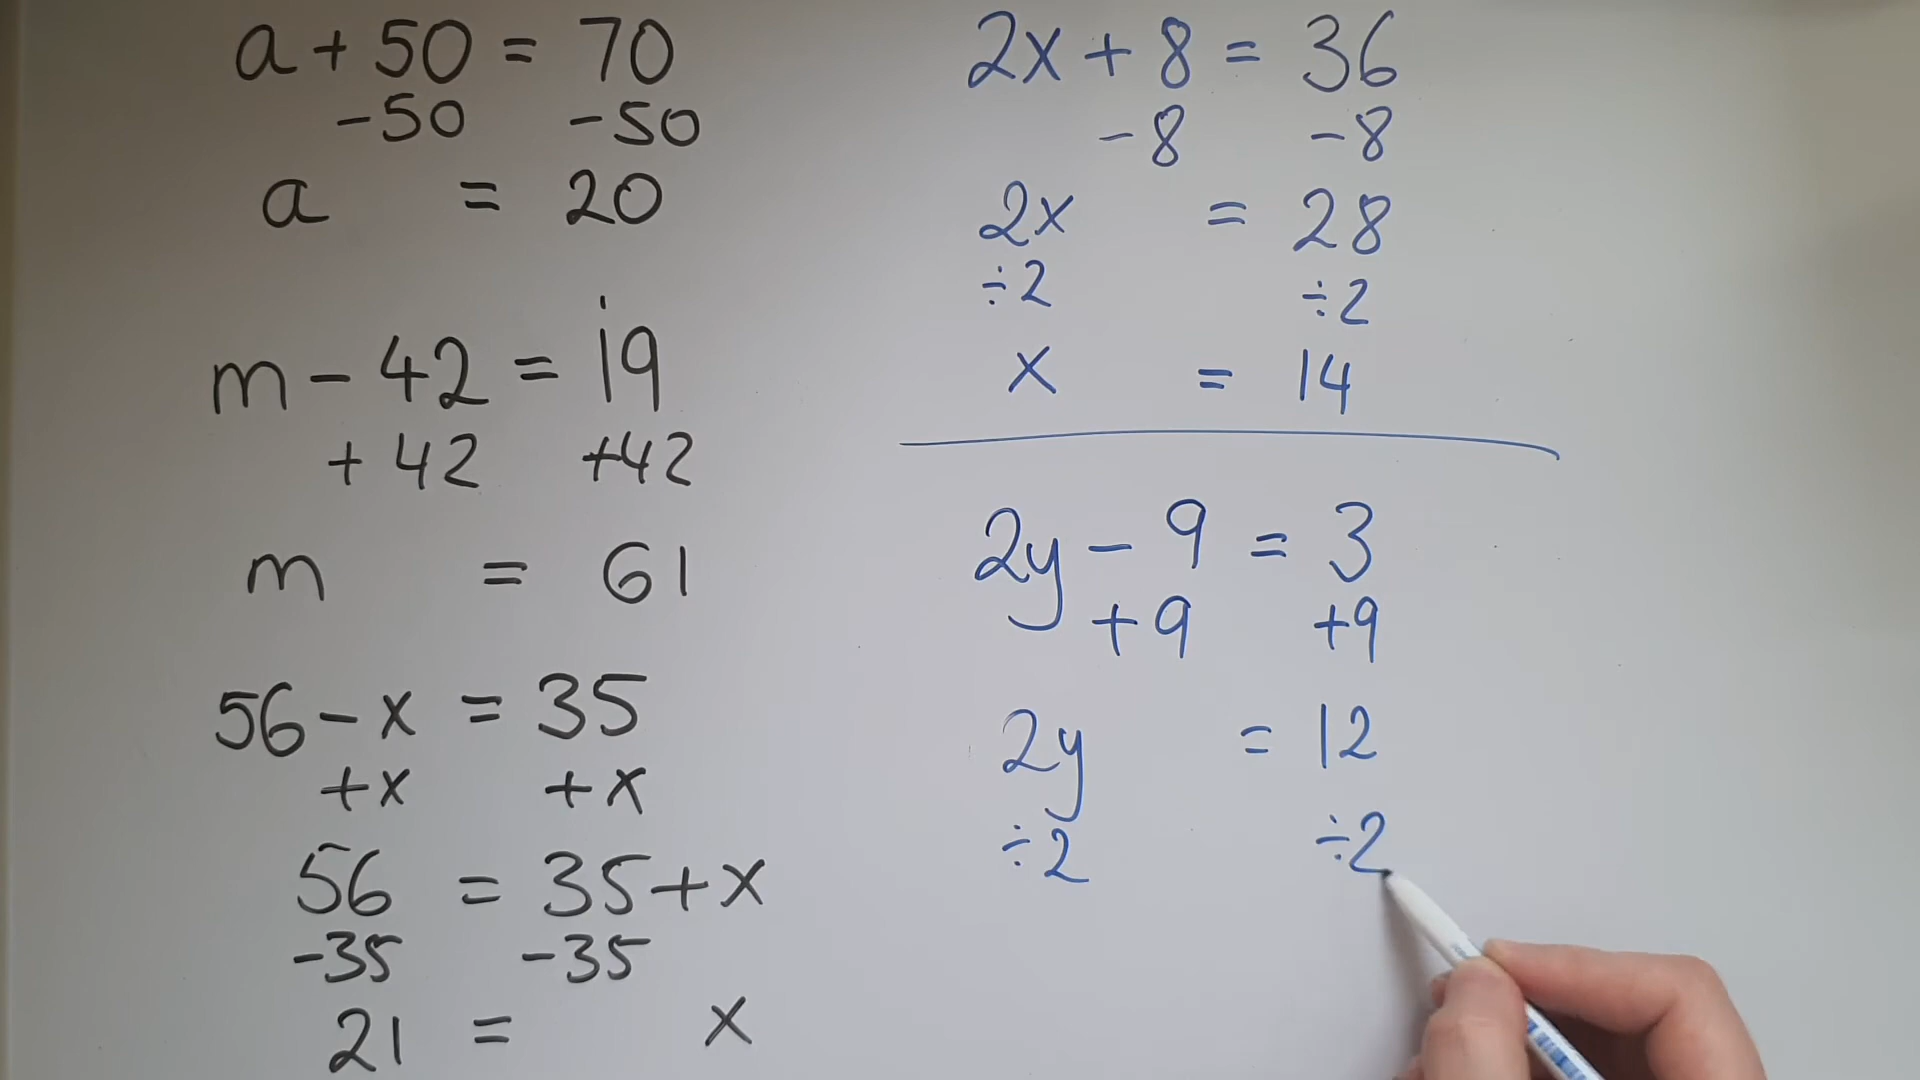 a + 50 = 70
-50 -50
a = 20
m - 42 = 19
+ 42 +42
m = 61
56 - x = 35
+x +x
56 = 35 + x
-35 -35
21 = x
2x + 8 = 36
-8 -8
2x = 28
÷2 ÷2
x = 14
2y - 9 = 3
+9 +9
2y = 12
÷2 ÷2